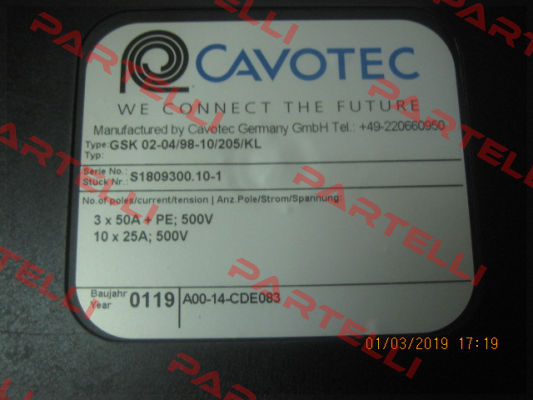 CAVOTEC
WE CONNECT THE FUTURE
Manufactured by Cavotec Germany GmbH Tel.: +49-220660950
Type: GSK 02-04/98-10/205/KL
Typ:
Serie No.: S1809300.10-1
Stück Nr.:
No.of poles/current/tension | Anz.Pole/Strom/Spannung
3 x 50A + PE; 500V
10 x 25A; 500V
Baujahr 0119 A00-14-CDE083
Year
01/03/2019 17:19
PARTELLI
PARTELLI
PARTELLI
PARTELLI
PARTELLI
PARTELLI